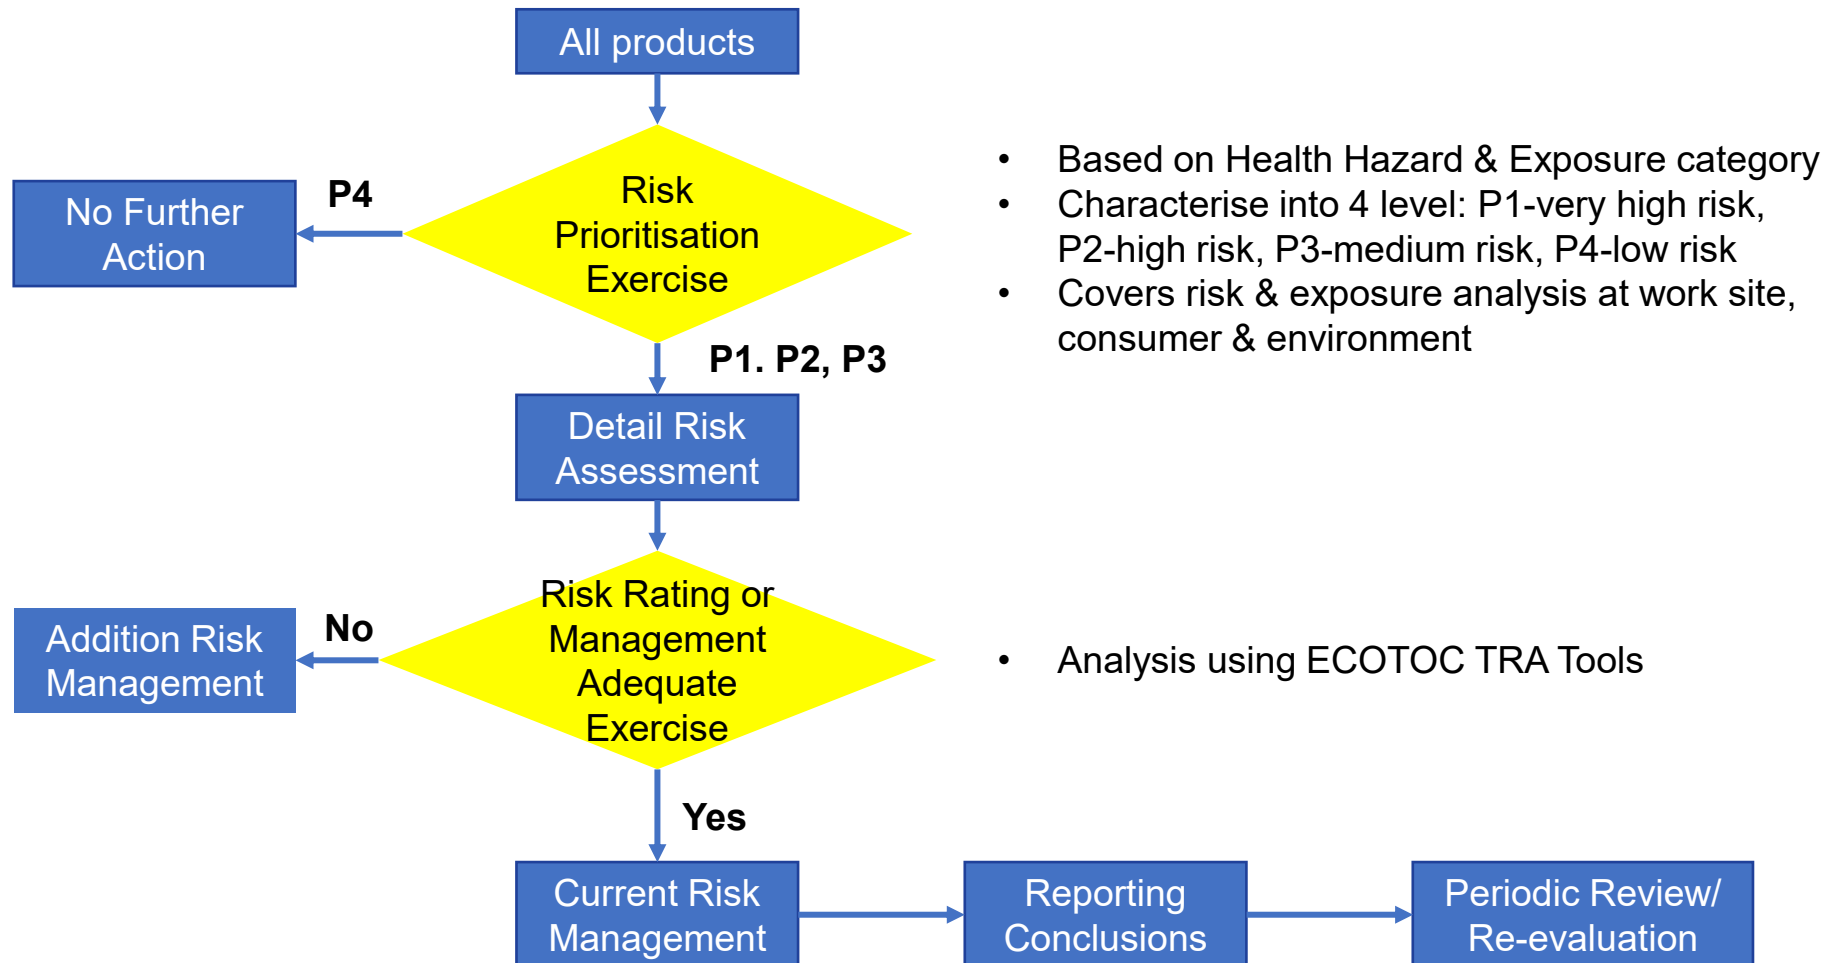 All products
Risk
Prioritisation
Exercise
P4
No Further
Action
• Based on Health Hazard & Exposure category
• Characterise into 4 level: P1-very high risk,
P2-high risk, P3-medium risk, P4-low risk
• Covers risk & exposure analysis at work site,
consumer & environment
P1. P2, P3
Detail Risk
Assessment
Risk Rating or
Management
Adequate
Exercise
No
Addition Risk
Management
• Analysis using ECOTOC TRA Tools
Yes
Current Risk
Management
Reporting
Conclusions
Periodic Review/
Re-evaluation